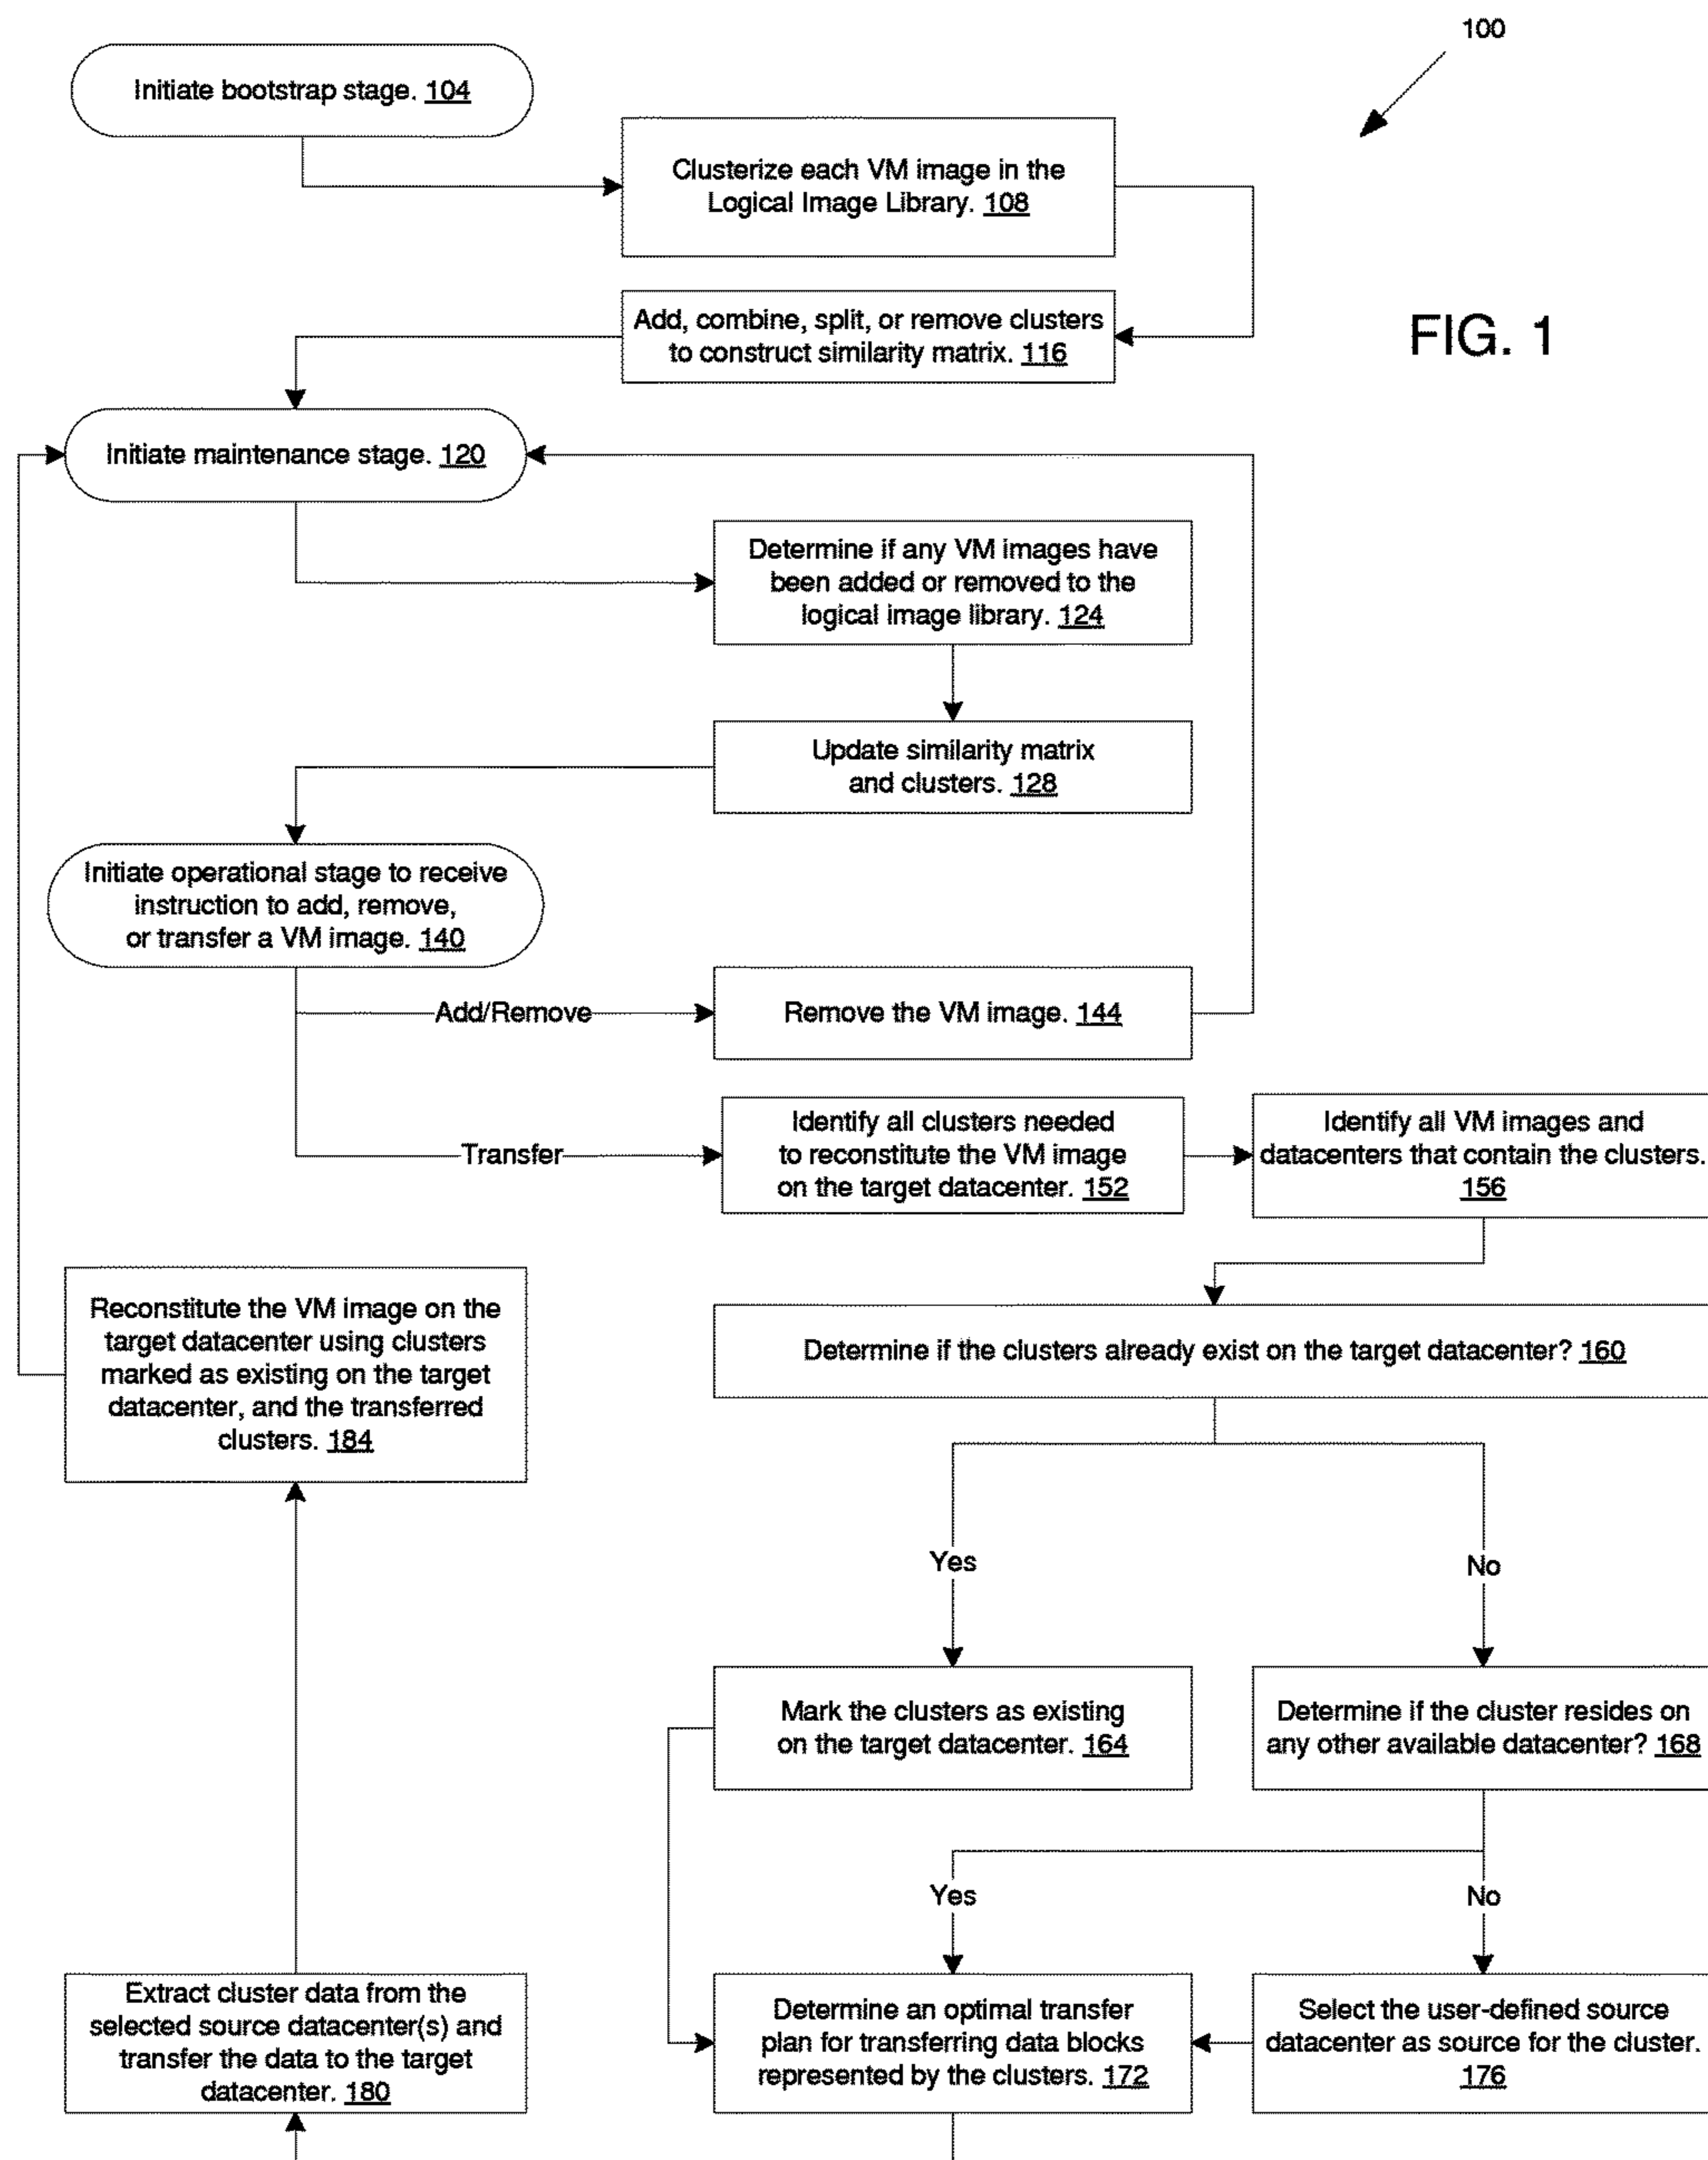 100
Initiate bootstrap stage. 104
Clusterize each VM image in the
Logical Image Library. 108
Add, combine, split, or remove clusters
to construct similarity matrix. 116
FIG. 1
Initiate maintenance stage. 120
Determine if any VM images have
been added or removed to the
logical image library. 124
Update similarity matrix
and clusters. 128
Initiate operational stage to receive
instruction to add, remove,
or transfer a VM image. 140
Add/Remove
Remove the VM image. 144
Transfer
Identify all clusters needed
to reconstitute the VM image
on the target datacenter. 152
Identify all VM images and
datacenters that contain the clusters.
156
Reconstitute the VM image on the
target datacenter using clusters
marked as existing on the target
datacenter, and the transferred
clusters. 184
Determine if the clusters already exist on the target datacenter? 160
Yes
No
Mark the clusters as existing
on the target datacenter. 164
Determine if the cluster resides on
any other available datacenter? 168
Yes
No
Extract cluster data from the
selected source datacenter(s) and
transfer the data to the target
datacenter. 180
Determine an optimal transfer
plan for transferring data blocks
represented by the clusters. 172
Select the user-defined source
datacenter as source for the cluster.
176